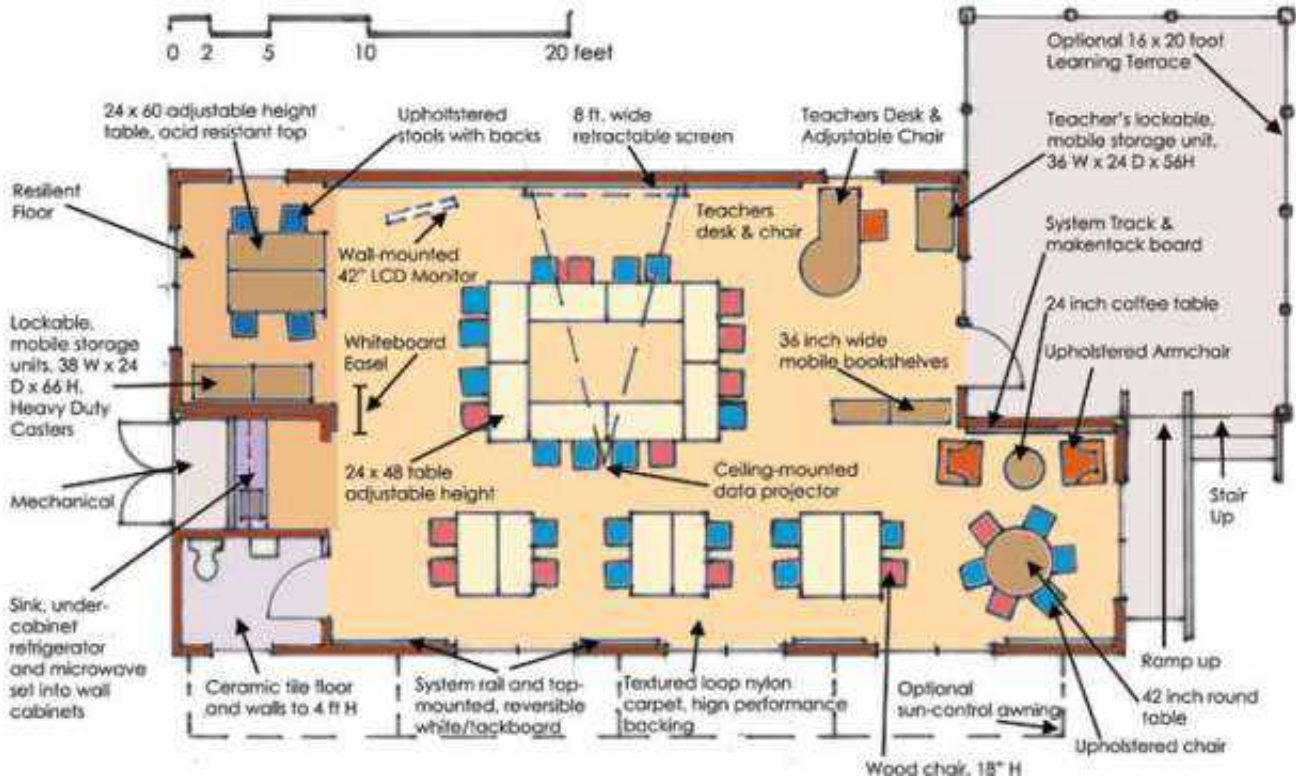 0 2 5 10 20 feet
24 x 60 adjustable height
table, acid resistant top
Upholtstered
stools with backs
8 ft. wide
retractable screen
Teachers Desk &
Adjustable Chair
Optional 16 x 20 foot
Learning Terrace
Teacher's lockable,
mobile storage
unit,
36 W x 24 D x 56H
Resilient
Floor
Wall-mounted
42" LCD Monitor
Teachers
desk & chair
System Track &
makentack board
24 inch coffee table
Lockable,
mobile storage
units, 38 W x 24
D x 66 H,
Heavy Duty
Casters
Whiteboard
Easel
36 inch wide
mobile bookshelves
Upholstered Armchair
Mechanical
24 x 48 table
adjustable height
Ceiling-mounted
data projector
Stair
Up
Sink, under-
cabinet
refrigerator
and microwave
set into wall
cabinets
Ceramic tile floor
and walls to 4 ft H
System rail and top-
mounted, reversible
white/tackboard
Textured loop nylon
carpet, hign performance
backing
Optional
sun-control awning
Ramp up
42 inch round
table
Upholstered chair
Wood chair, 18" H